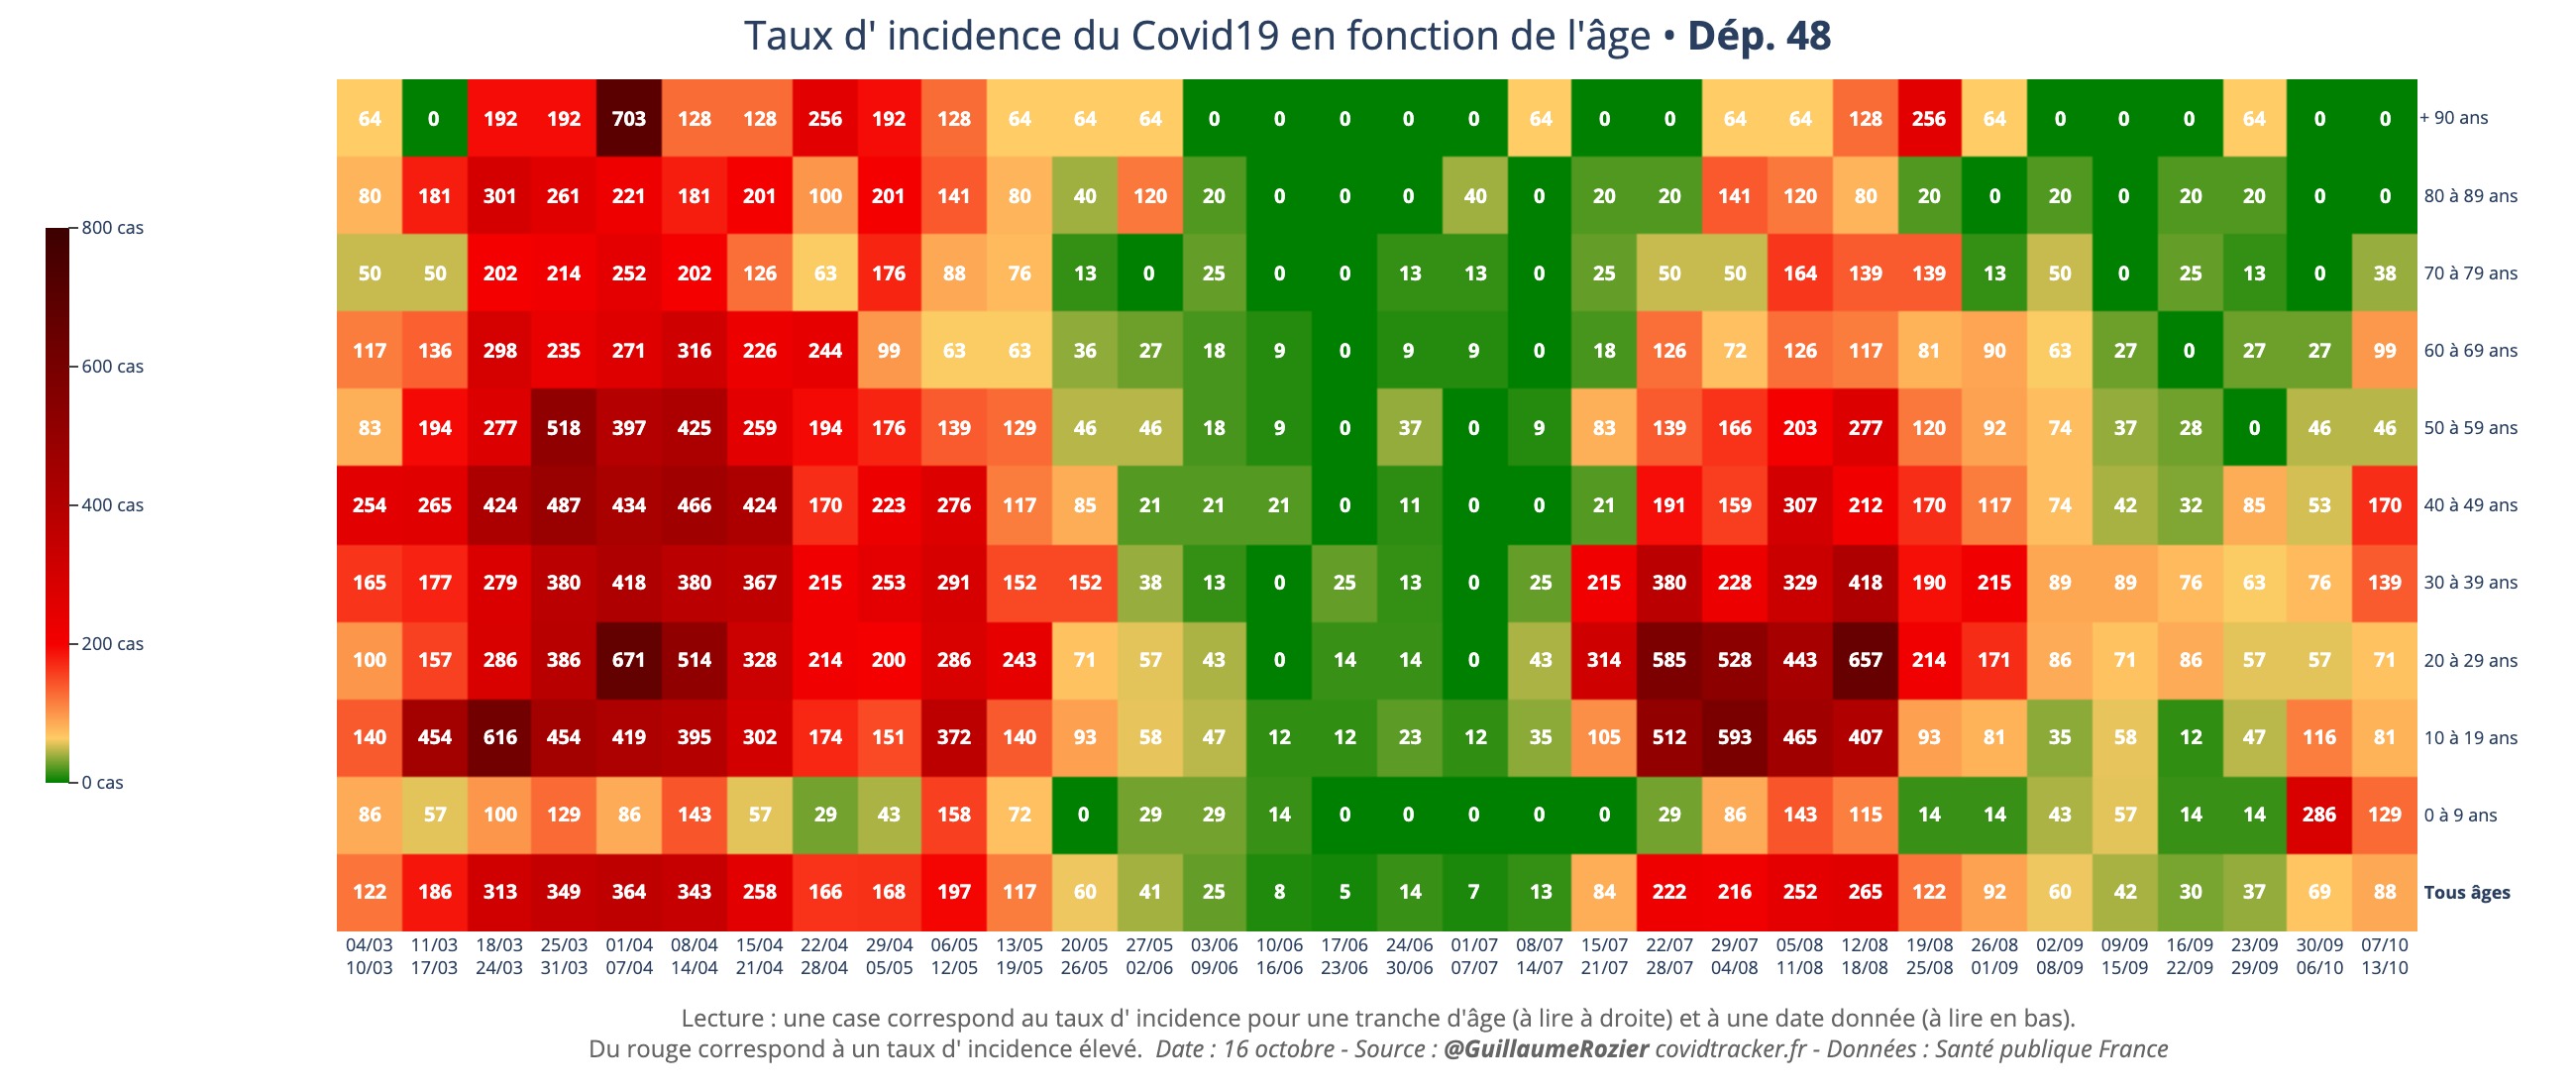 Taux d' incidence du Covid19 en fonction de l'âge • Dép. 48
64 0 192 192 703 128 128 256 192 128 64 64 64 0 0 0 0 0 64 0 0 64 64 128 256 64 0 0 0 64 0 0 + 90 ans
80 181 301 261 221 181 201 100 201 141 80 40 120 20 0 0 0 40 0 20 20 141 120 80 20 0 20 0 20 20 0 0 80 à 89 ans
800 cas
50 50 202 214 252 202 126 63 176 88 76 13 0 25 0 0 13 13 0 25 50 50 164 139 139 13 50 0 25 13 0 38 70 à 79 ans
117 136 298 235 271 316 226 244 99 63 63 36 27 18 9 0 9 9 0 18 126 72 126 117 81 90 63 27 0 27 27 99 60 à 69 ans
600 cas
83 194 277 518 397 425 259 194 176 139 129 46 46 18 9 0 37 0 9 83 139 166 203 277 120 92 74 37 28 0 46 46 50 à 59 ans
400 cas
254 265 424 487 434 466 424 170 223 276 117 85 21 21 21 0 11 0 0 21 191 159 307 212 170 117 74 42 32 85 53 170 40 à 49 ans
165 177 279 380 418 380 367 215 253 291 152 152 38 13 0 25 13 0 25 215 380 228 329 418 190 215 89 89 76 63 76 139 30 à 39 ans
200 cas
100 157 286 386 671 514 328 214 200 286 243 71 57 43 0 14 14 0 43 314 585 528 443 657 214 171 86 71 86 57 57 71 20 à 29 ans
140 454 616 454 419 395 302 174 151 372 140 93 58 47 12 12 23 12 35 105 512 593 465 407 93 81 35 58 12 47 116 81 10 à 19 ans
0 cas
86 57 100 129 86 143 57 29 43 158 72 0 29 29 14 0 0 0 0 0 29 86 143 115 14 14 43 57 14 14 286 129 0 à 9 ans
122 186 313 349 364 343 258 166 168 197 117 60 41 25 8 5 14 7 13 84 222 216 252 265 122 92 60 42 30 37 69 88 Tous âges
04/03 11/03 18/03 25/03 01/04 08/04 15/04 22/04 29/04 06/05 13/05 20/05 27/05 03/06 10/06 17/06 24/06 01/07 08/07 15/07 22/07 29/07 05/08 12/08 19/08 26/08 02/09 09/09 16/09 23/09 30/09 07/10
10/03 17/03 24/03 31/03 07/04 14/04 21/04 28/04 05/05 12/05 19/05 26/05 02/06 09/06 16/06 23/06 30/06 07/07 14/07 21/07 28/07 04/08 11/08 18/08 25/08 01/09 08/09 15/09 22/09 29/09 06/10 13/10
Lecture : une case correspond au taux d' incidence pour une tranche d'âge (à lire à droite) et à une date donnée (à lire en bas).
Du rouge correspond à un taux d' incidence élevé. Date : 16 octobre - Source : @GuillaumeRozier covidtracker.fr - Données : Santé publique France